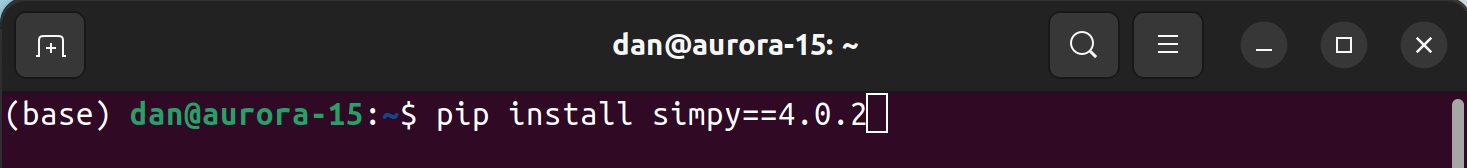 dan@aurora-15: ~
(base) dan@aurora-15:~$ pip install simpy==4.0.2